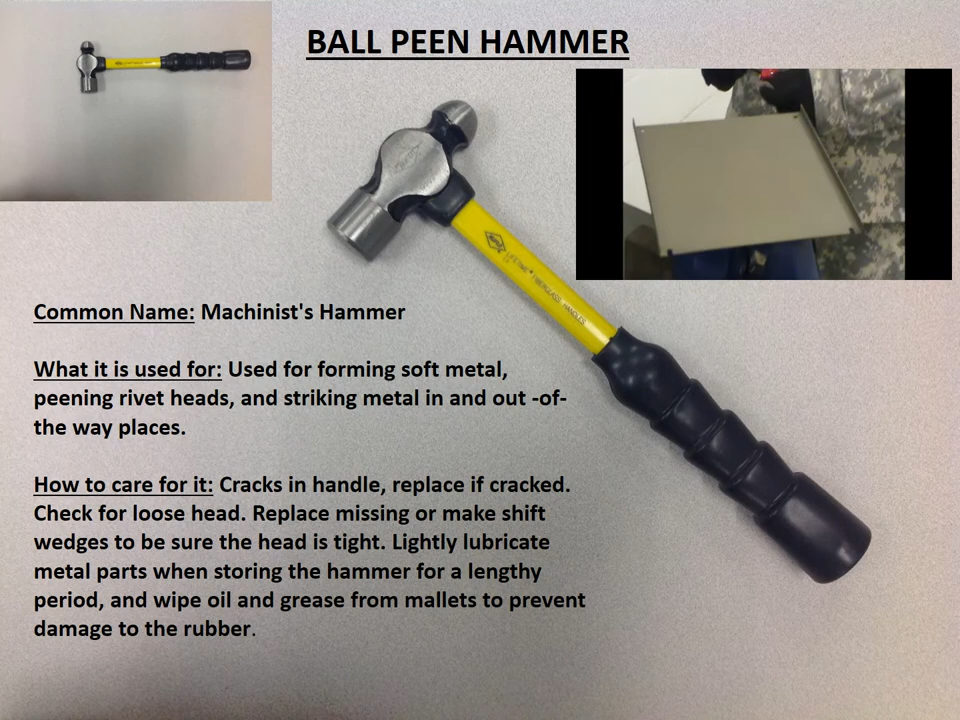 BALL PEEN HAMMER
Common Name: Machinist's Hammer
What it is used for: Used for forming soft metal,
peening rivet heads, and striking metal in and out -of-
the way places.
How to care for it: Cracks in handle, replace if cracked.
Check for loose head. Replace missing or make shift
wedges to be sure the head is tight. Lightly lubricate
metal parts when storing the hammer for a lengthy
period, and wipe oil and grease from mallets to prevent
damage to the rubber.
LIFETIME FIBERGLASS HANDLES